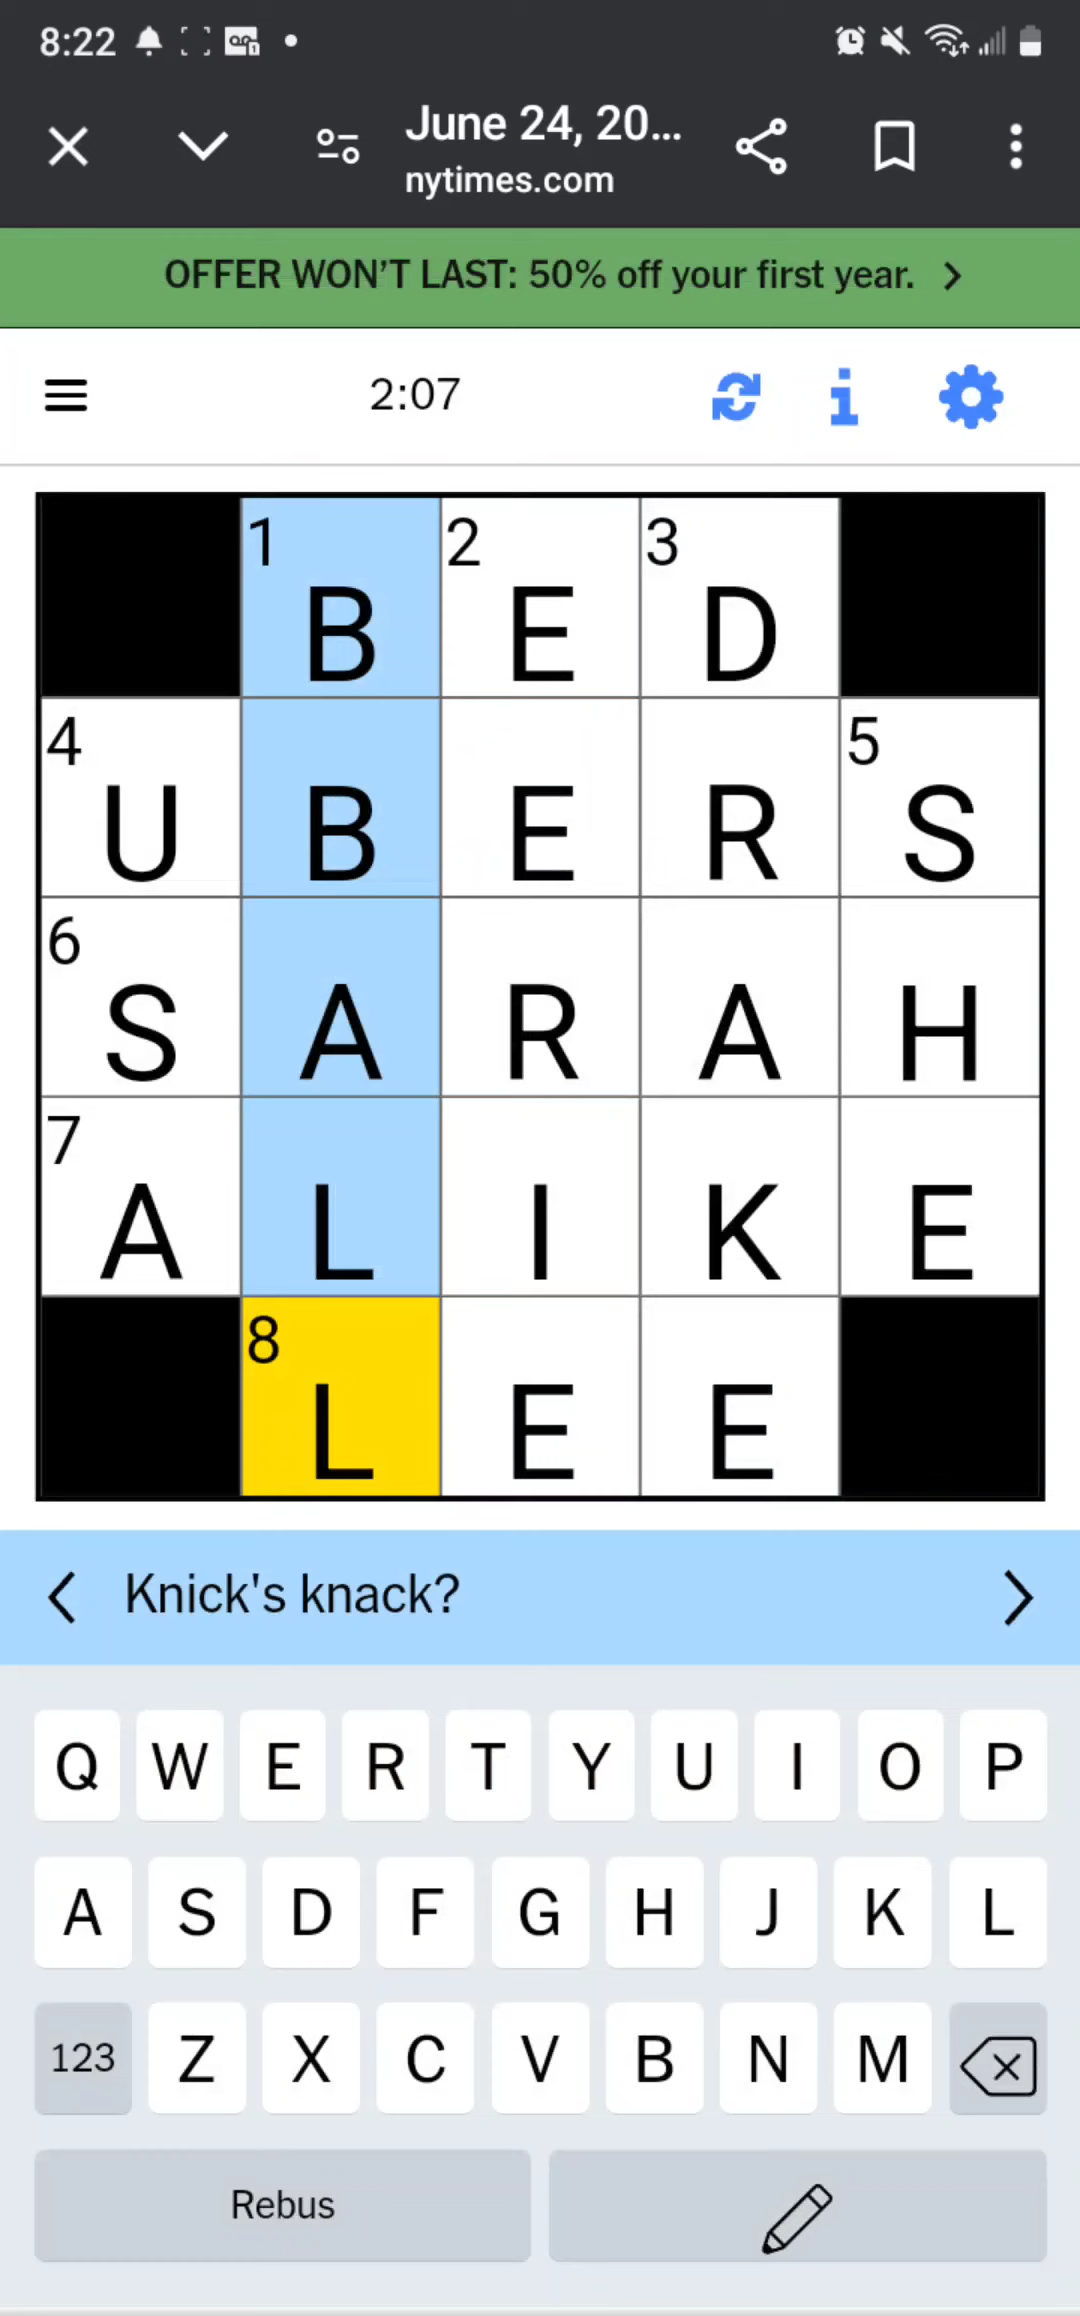 8:22
June 24, 20...
nytimes.com
OFFER WON'T LAST: 50% off your first year.
2:07
1 2 3
B E D
4 5
U B E R S
6
S A R A H
7
A L I K E
8
L E E
Knick's knack?
Q W E R T Y U I O P
A S D F G H J K L
123 Z X C V B N M
Rebus